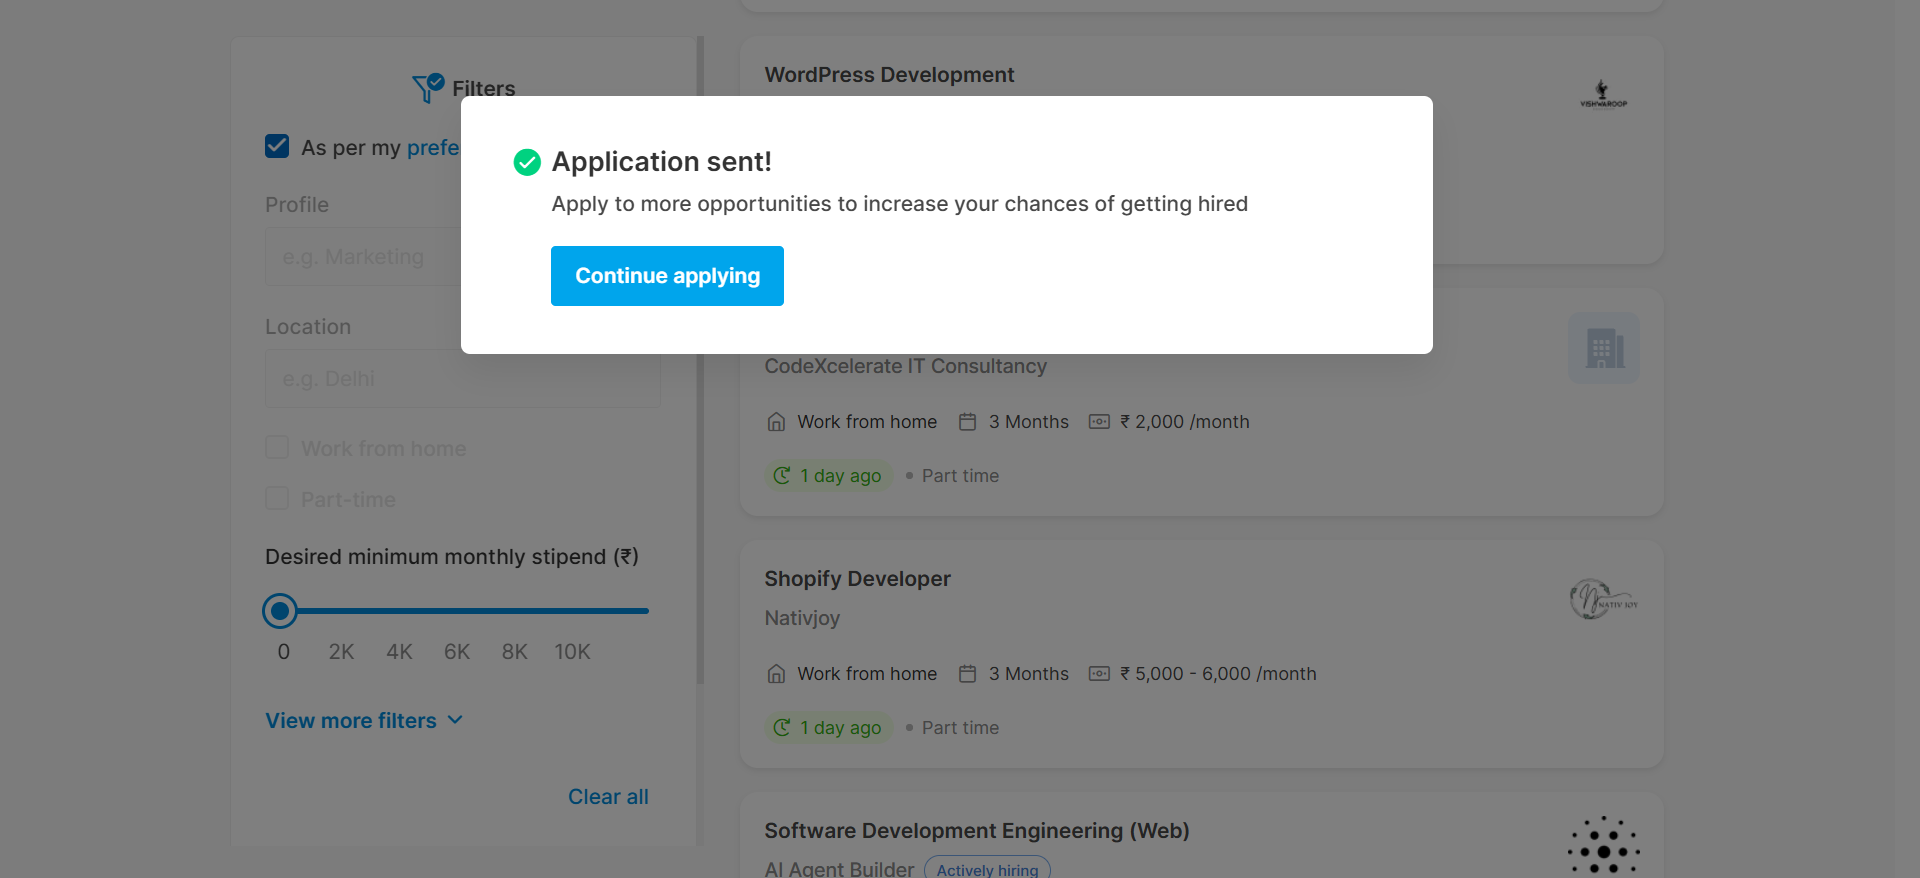 Filters
As per my prefe
Profile
e.g. Marketing
Location
e.g. Delhi
Work from home
Part-time
Desired minimum monthly stipend (₹)
0 2K 4K 6K 8K 10K
View more filters
Clear all
Application sent!
Apply to more opportunities to increase your chances of getting hired
Continue applying
WordPress Development
VISHWAROOP
CodeXcelerate IT Consultancy
Work from home 3 Months ₹ 2,000 /month
1 day ago • Part time
Shopify Developer
Nativjoy
NATIV JOY
Work from home 3 Months ₹ 5,000 - 6,000 /month
1 day ago • Part time
Software Development Engineering (Web)
AI Agent Builder Actively hiring